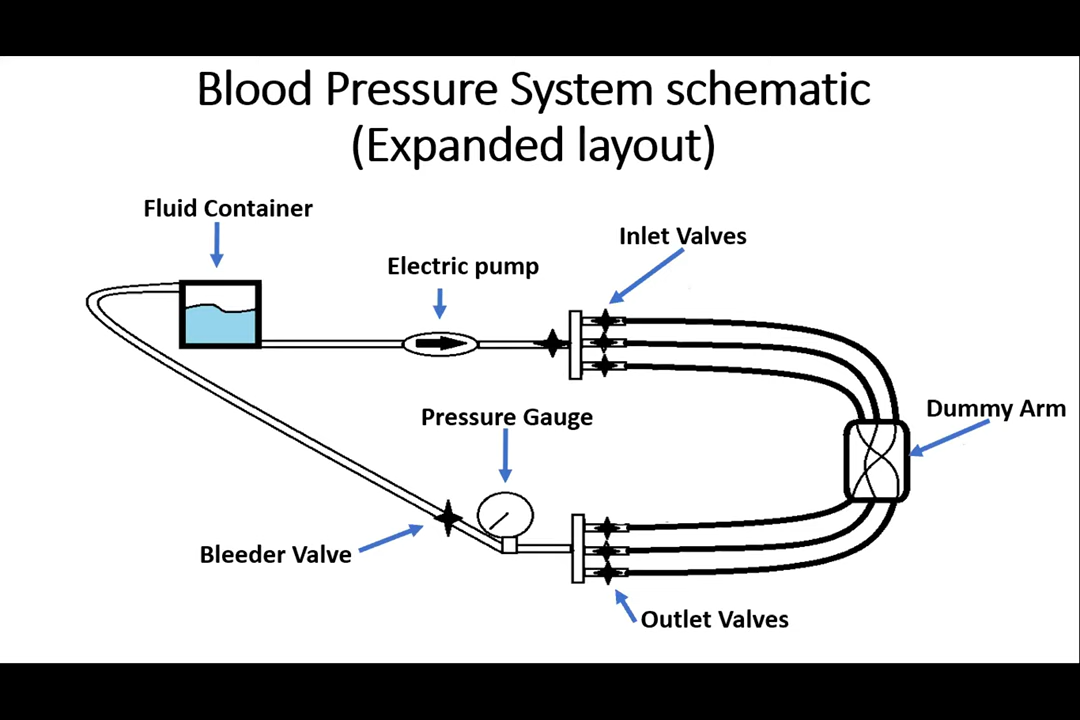 Blood Pressure System schematic
(Expanded layout)
Fluid Container
Inlet Valves
Electric pump
Dummy Arm
Pressure Gauge
Bleeder Valve
Outlet Valves